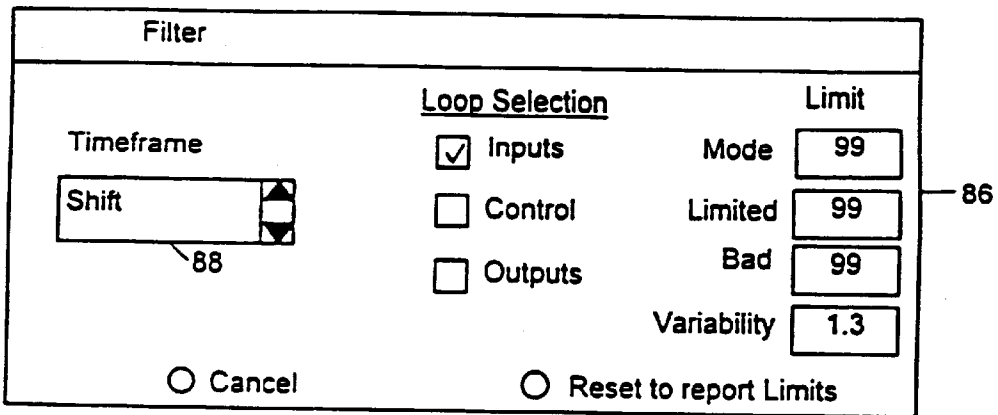 Filter
Loop Selection
Limit
Timeframe
Inputs
Mode
99
Shift
Control
Limited
99
86
88
Outputs
Bad
99
Variability
1.3
Cancel
Reset to report Limits